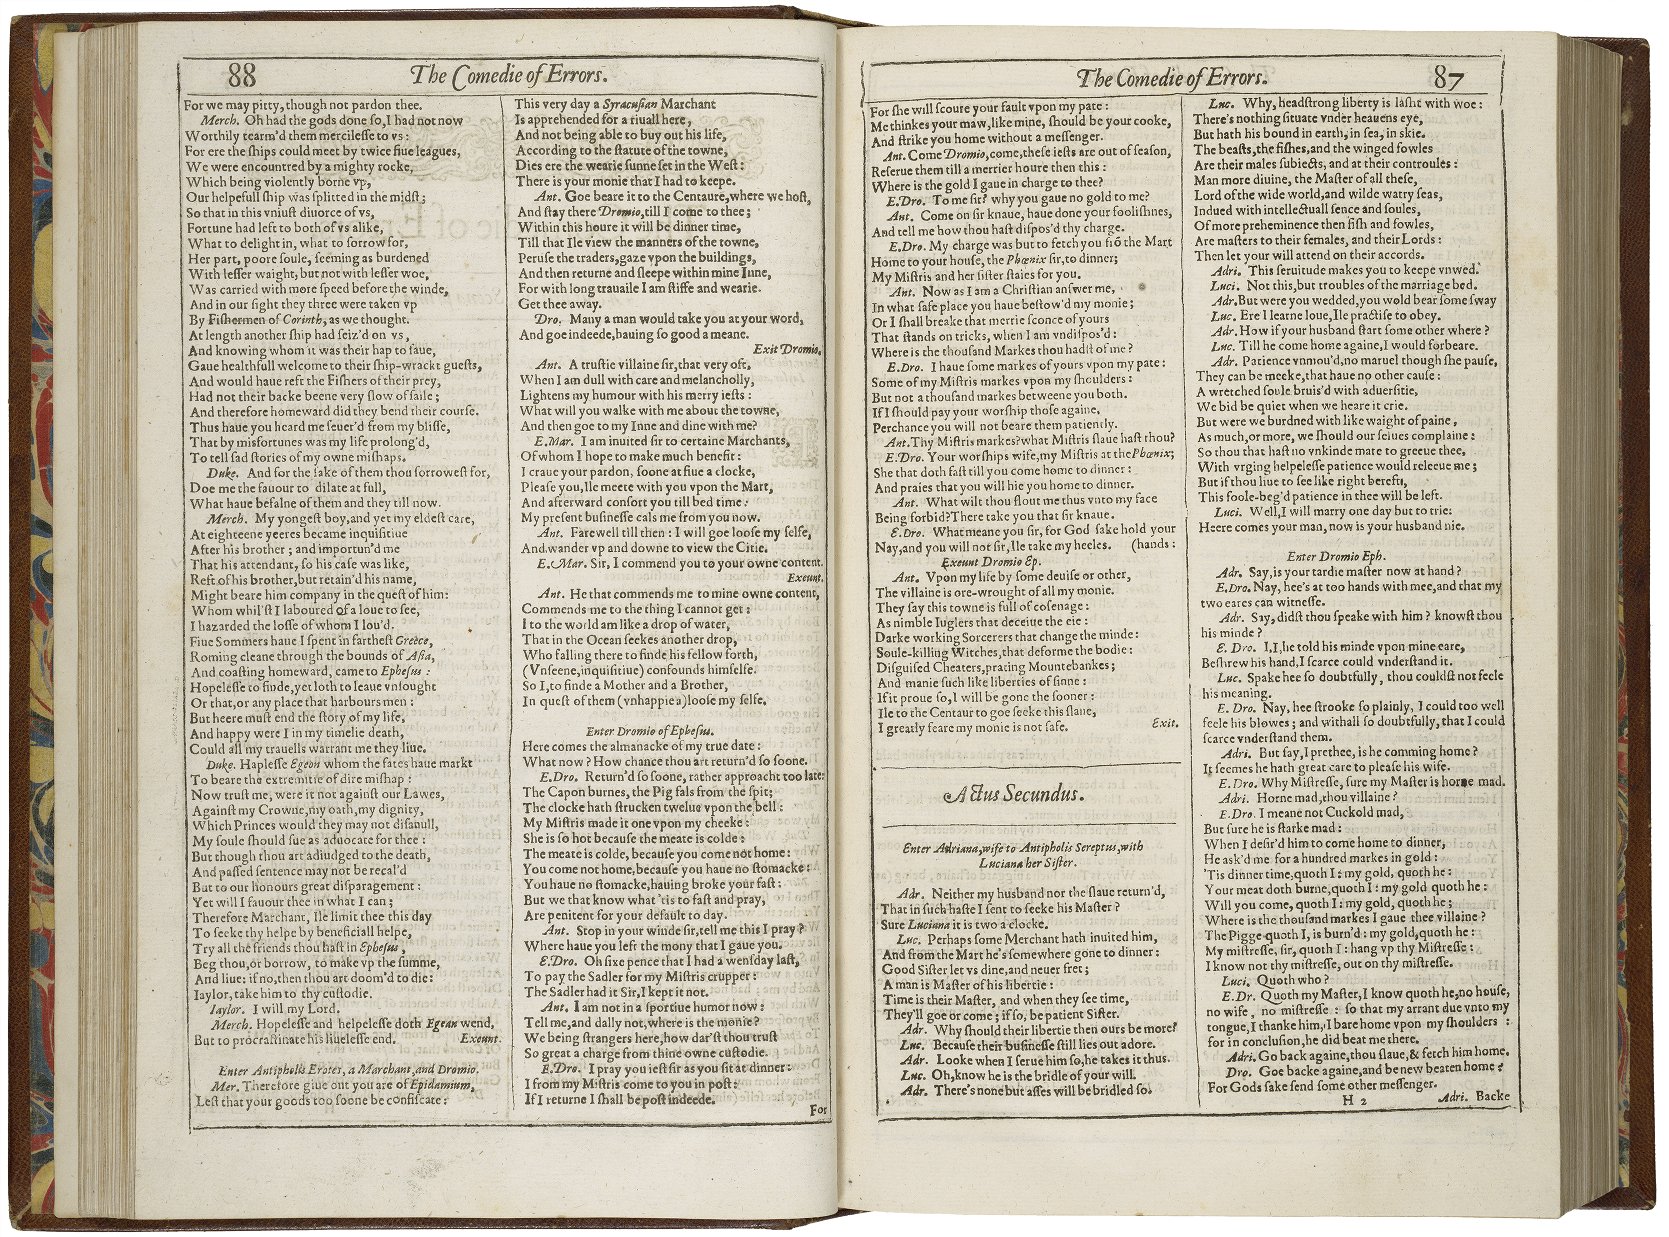 88
The Comedie of Errors.
For we may pitty, though not pardon thee.
Merch. Oh had the gods done ſo, I had not now
Worthily tearm'd them mercileſſe to vs:
For ere the ſhips could meet by twice fiue leagues,
We were encountred by a mighty rocke,
Which being violently borne vp,
Our helpefull ſhip was ſplitted in the midſt;
So that in this vniuſt diuorce of vs,
Fortune had left to both of vs alike,
What to delight in, what to ſorrow for,
Her part, poore ſoule, ſeeming as burdened
With leſſer waight, but not with leſſer woe,
Was carried with more ſpeed before the winde,
And in our ſight they three were taken vp
By Fiſhermen of Corinth, as we thought.
At length another ſhip had ſeiz'd on vs,
And knowing whom it was their hap to ſaue,
Gaue healthfull welcome to their ſhip-wrackt gueſts,
And would haue reft the Fiſhers of their prey,
Had not their backe beene very ſlow of ſaile;
And therefore homeward did they bend their courſe.
Thus haue you heard me ſeuer'd from my bliſſe,
That by misfortunes was my life prolong'd,
To tell ſad ſtories of my owne miſhaps.
Duke. And for the ſake of them thou ſorroweſt for,
Doe me the fauour to dilate at full,
What haue befalne of them and they till now.
Merch. My yongeſt boy, and yet my eldeſt care,
At eighteene yeeres became inquiſitiue
After his brother; and importun'd me
That his attendant, ſo his caſe was like,
Reft of his brother, but retain'd his name,
Might beare him company in the queſt of him:
Whom whil'ſt I laboured of a loue to ſee,
I hazarded the loſſe of whom I lou'd.
Fiue Sommers haue I ſpent in fartheſt Greece,
Roming cleane through the bounds of Aſia,
And coaſting homeward, came to Epheſus:
Hopeleſſe to finde, yet loth to leaue vnſought
Or that, or any place that harbours men:
But heere muſt end the ſtory of my life,
And happy were I in my timelie death,
Could all my trauells warrant me they liue.
Duke. Hapleſſe Egeon whom the fates haue markt
To beare the extremitie of dire miſhap:
Now truſt me, were it not againſt our Lawes,
Againſt my Crowne, my oath, my dignity,
Which Princes would they may not diſanull,
My ſoule ſhould ſue as aduocate for thee:
But though thou art adiudged to the death,
And paſſed ſentence may not be recal'd
But to our honours great diſparagement:
Yet will I fauour thee in what I can;
Therefore Marchant, Ile limit thee this day
To ſeeke thy helpe by beneficiall helpe,
Try all the friends thou haſt in Epheſus,
Beg thou, or borrow, to make vp the ſumme,
And liue: if no, then thou art doom'd to die:
Iaylor, take him to thy cuſtodie.
Iaylor. I will my Lord.
Merch. Hopeleſſe and helpeleſſe doth Egean wend,
But to procraſtinate his liueleſſe end. Exeunt.
Enter Antipholis Erotes, a Marchant, and Dromio.
Mer. Therefore giue out you are of Epidamium,
Leſt that your goods too ſoone be confiſcate:
This very day a Syracuſian Marchant
Is apprehended for a riuall here,
And not being able to buy out his life,
According to the ſtatute of the towne,
Dies ere the wearie ſunne ſet in the Weſt:
There is your monie that I had to keepe.
Ant. Goe beare it to the Centaure, where we hoſt,
And ſtay there Dromio, till I come to thee;
Within this houre it will be dinner time,
Till that Ile view the manners of the towne,
Peruſe the traders, gaze vpon the buildings,
And then returne and ſleepe within mine Inne,
For with long trauaile I am ſtiffe and wearie.
Get thee away.
Dro. Many a man would take you at your word,
And goe indeede, hauing ſo good a meane.
Exit Dromio.
Ant. A truſtie villaine ſir, that very oft,
When I am dull with care and melancholly,
Lightens my humour with his merry ieſts:
What will you walke with me about the towne,
And then goe to my Inne and dine with me?
E.Mar. I am inuited ſir to certaine Marchants,
Of whom I hope to make much benefit:
I craue your pardon, ſoone at fiue a clocke,
Pleaſe you, Ile meete with you vpon the Mart,
And afterward conſort you till bed time:
My preſent buſineſſe cals me from you now.
Ant. Farewell till then: I will goe looſe my ſelfe,
And wander vp and downe to view the Citie.
E.Mar. Sir, I commend you to your owne content.
Exeunt.
Ant. He that commends me to mine owne content,
Commends me to the thing I cannot get:
I to the world am like a drop of water,
That in the Ocean ſeekes another drop,
Who falling there to finde his fellow forth,
(Vnſeene, inquiſitiue) confounds himſelfe.
So I, to finde a Mother and a Brother,
In queſt of them (vnhappie a) looſe my ſelfe.
Enter Dromio of Epheſus.
Here comes the almanacke of my true date:
What now? How chance thou art return'd ſo ſoone.
E.Dro. Return'd ſo ſoone, rather approacht too late:
The Capon burnes, the Pig fals from the ſpit;
The clocke hath ſtrucken twelue vpon the bell:
My Miſtris made it one vpon my cheeke:
She is ſo hot becauſe the meate is colde:
The meate is colde, becauſe you come not home:
You come not home, becauſe you haue no ſtomacke:
You haue no ſtomacke, hauing broke your faſt:
But we that know what 'tis to faſt and pray,
Are penitent for your default to day.
Ant. Stop in your winde ſir, tell me this I pray?
Where haue you left the mony that I gaue you.
E.Dro. Oh ſixe pence that I had a wenſday laſt,
To pay the Sadler for my Miſtris crupper:
The Sadler had it Sir, I kept it not.
Ant. I am not in a ſportiue humor now:
Tell me, and dally not, where is the monie?
We being ſtrangers here, how dar'ſt thou truſt
So great a charge from thine owne cuſtodie.
E.Dro. I pray you ieſt ſir as you ſit at dinner:
I from my Miſtris come to you in poſt:
If I returne I ſhall be poſt indeede.
For
The Comedie of Errors.
87
For ſhe will ſcoure your fault vpon my pate:
Me thinkes your maw, like mine, ſhould be your cooke,
And ſtrike you home without a meſſenger.
Ant. Come Dromio, come, theſe ieſts are out of ſeaſon,
Reſerue them till a merrier houre then this:
Where is the gold I gaue in charge to thee?
E.Dro. To me ſir? why you gaue no gold to me?
Ant. Come on ſir knaue, haue done your fooliſhnes,
And tell me how thou haſt diſpos'd thy charge.
E.Dro. My charge was but to fetch you frō the Mart
Home to your houſe, the Phœnix ſir, to dinner;
My Miſtris and her ſiſter ſtaies for you.
Ant. Now as I am a Chriſtian anſwer me,
In what ſafe place you haue beſtow'd my monie;
Or I ſhall breake that merrie ſconce of yours
That ſtands on tricks, when I am vndiſpos'd:
Where is the thouſand Markes thou hadſt of me?
E.Dro. I haue ſome markes of yours vpon my pate:
Some of my Miſtris markes vpon my ſhoulders:
But not a thouſand markes betweene you both.
If I ſhould pay your worſhip thoſe againe,
Perchance you will not beare them patiently.
Ant. Thy Miſtris markes? what Miſtris ſlaue haſt thou?
E.Dro. Your worſhips wife, my Miſtris at the Phœnix;
She that doth faſt till you come home to dinner:
And praies that you will hie you home to dinner.
Ant. What wilt thou flout me thus vnto my face
Being forbid? There take you that ſir knaue.
E.Dro. What meane you ſir, for God ſake hold your
Nay, and you will not ſir, Ile take my heeles. (hands:
Exeunt Dromio Ep.
Ant. Vpon my life by ſome deuiſe or other,
The villaine is ore-wrought of all my monie.
They ſay this towne is full of coſenage:
As nimble Iuglers that deceiue the eie:
Darke working Sorcerers that change the minde:
Soule-killing Witches, that deforme the bodie:
Diſguiſed Cheaters, prating Mountebankes;
And manie ſuch like liberties of ſinne:
If it proue ſo, I will be gone the ſooner:
Ile to the Centaur to goe ſeeke this ſlaue,
I greatly feare my monie is not ſafe. Exit.
Actus Secundus.
Enter Adriana, wife to Antipholis Sereptus, with
Luciana her Siſter.
Adr. Neither my husband nor the ſlaue return'd,
That in ſuch haſte I ſent to ſeeke his Maſter?
Sure Luciana it is two a clocke.
Luc. Perhaps ſome Merchant hath inuited him,
And from the Mart he's ſomewhere gone to dinner:
Good Siſter let vs dine, and neuer fret;
A man is Maſter of his libertie:
Time is their Maſter, and when they ſee time,
They'll goe or come; if ſo, be patient Siſter.
Adr. Why ſhould their libertie then ours be more?
Luc. Becauſe their buſineſſe ſtill lies out adore.
Adr. Looke when I ſerue him ſo, he takes it thus.
Luc. Oh, know he is the bridle of your will.
Adr. There's none but aſſes will be bridled ſo.
Luc. Why, headſtrong liberty is laſht with woe:
There's nothing ſituate vnder heauens eye,
But hath his bound in earth, in ſea, in skie.
The beaſts, the fiſhes, and the winged fowles
Are their males ſubiects, and at their controules:
Man more diuine, the Maſter of all theſe,
Lord of the wide world, and wilde watry ſeas,
Indued with intellectuall ſence and ſoules,
Of more preheminence then fiſh and fowles,
Are maſters to their females, and their Lords:
Then let your will attend on their accords.
Adri. This ſeruitude makes you to keepe vnwed.
Luci. Not this, but troubles of the marriage bed.
Adr. But were you wedded, you wold bear ſome ſway
Luc. Ere I learne loue, Ile practiſe to obey.
Adr. How if your husband ſtart ſome other where?
Luc. Till he come home againe, I would forbeare.
Adr. Patience vnmou'd, no maruel though ſhe pauſe,
They can be meeke, that haue no other cauſe:
A wretched ſoule bruis'd with aduerſitie,
We bid be quiet when we heare it crie.
But were we burdned with like waight of paine,
As much, or more, we ſhould our ſelues complaine:
So thou that haſt no vnkinde mate to greeue thee,
With vrging helpeleſſe patience would releeue me;
But if thou liue to ſee like right bereft,
This foole-beg'd patience in thee will be left.
Luci. Well, I will marry one day but to trie:
Heere comes your man, now is your husband nie.
Enter Dromio Eph.
Adr. Say, is your tardie maſter now at hand?
E.Dro. Nay, hee's at too hands with mee, and that my
two eares can witneſſe.
Adr. Say, didſt thou ſpeake with him? knowſt thou
his minde?
E. Dro. I, I, he told his minde vpon mine eare,
Beſhrew his hand, I ſcarce could vnderſtand it.
Luc. Spake hee ſo doubtfully, thou couldſt not feele
his meaning.
E. Dro. Nay, hee ſtrooke ſo plainly, I could too well
feele his blowes; and withall ſo doubtfully, that I could
ſcarce vnderſtand them.
Adri. But ſay, I prethee, is he comming home?
It ſeemes he hath great care to pleaſe his wife.
E.Dro. Why Miſtreſſe, ſure my Maſter is horne mad.
Adri. Horne mad, thou villaine?
E.Dro. I meane not Cuckold mad,
But ſure he is ſtarke mad:
When I deſir'd him to come home to dinner,
He ask'd me for a hundred markes in gold:
'Tis dinner time, quoth I: my gold, quoth he:
Your meat doth burne, quoth I: my gold quoth he:
Will you come, quoth I: my gold, quoth he;
Where is the thouſand markes I gaue thee villaine?
The Pigge quoth I, is burn'd: my gold, quoth he:
My miſtreſſe, ſir, quoth I: hang vp thy Miſtreſſe:
I know not thy miſtreſſe, out on thy miſtreſſe.
Luci. Quoth who?
E.Dr. Quoth my Maſter, I know quoth he, no houſe,
no wife, no miſtreſſe: ſo that my arrant due vnto my
tongue, I thanke him, I bare home vpon my ſhoulders:
for in concluſion, he did beat me there.
Adri. Go back againe, thou ſlaue, & fetch him home.
Dro. Goe backe againe, and be new beaten home?
For Gods ſake ſend ſome other meſſenger.
H 2 Adri. Backe